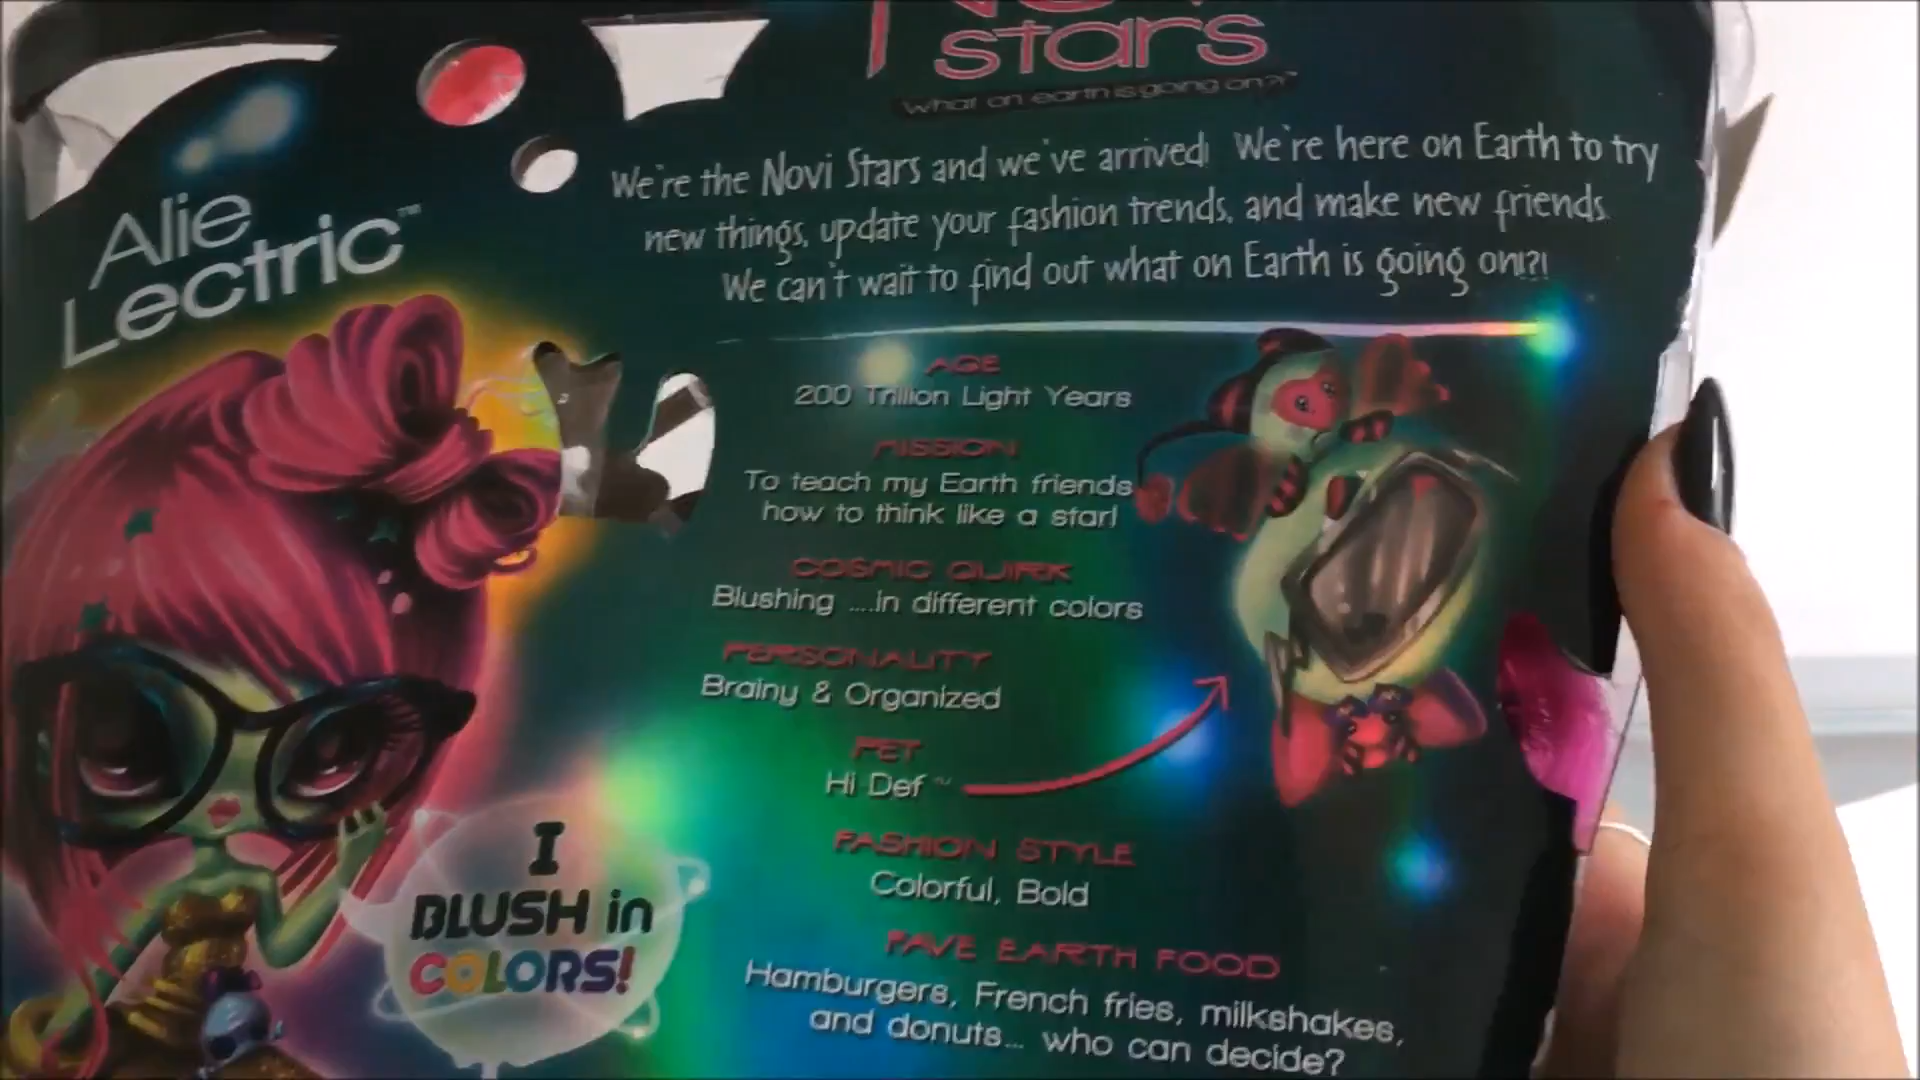 stars
What on earth is going on?!™
We're the Novi Stars and we've arrived! We're here on Earth to try
new things, update your fashion trends, and make new friends.
We can't wait to find out what on Earth is going on!?!
Alie
Lectric™
AGE
200 Trillion Light Years
MISSION
To teach my Earth friends
how to think like a star!
COSMIC QUIRK
Blushing ....in different colors
PERSONALITY
Brainy & Organized
PET
Hi Def™
FASHION STYLE
Colorful, Bold
FAVE EARTH FOOD
Hamburgers, French fries, milkshakes,
and donuts... who can decide?
I
BLUSH in
COLORS!